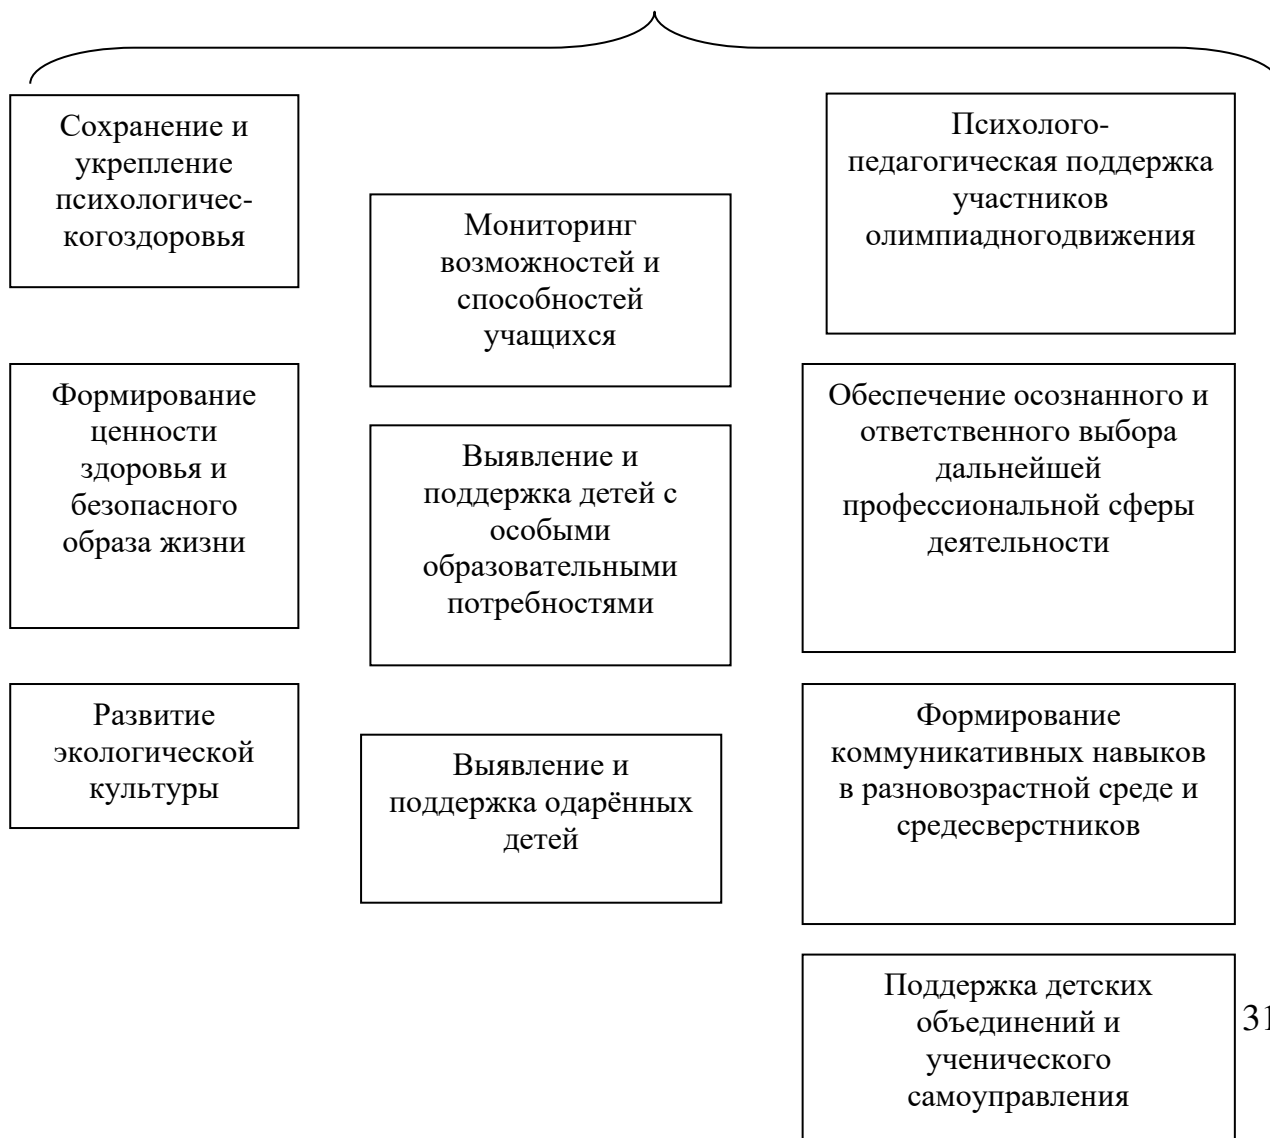 Сохранение и
укрепление
психологичес-
когоздоровья
Формирование
ценности
здоровья и
безопасного
образа жизни
Развитие
экологической
культуры
Мониторинг
возможностей и
способностей
учащихся
Выявление и
поддержка детей с
особыми
образовательными
потребностями
Выявление и
поддержка одарённых
детей
Психолого-
педагогическая поддержка
участников
олимпиадногодвижения
Обеспечение осознанного и
ответственного выбора
дальнейшей
профессиональной сферы
деятельности
Формирование
коммуникативных навыков
в разновозрастной среде и
средесверстников
Поддержка детских
объединений и
ученического
самоуправления
31